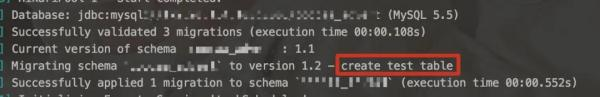 Database: jdbc:mysql (MySQL 5.5)
] Successfully validated 3 migrations (execution time 00:00.108s)
] Current version of schema : 1.1
] Migrating schema ` ` to version 1.2 - create test table
] Successfully applied 1 migration to schema ` ` (execution time 00:00.552s)